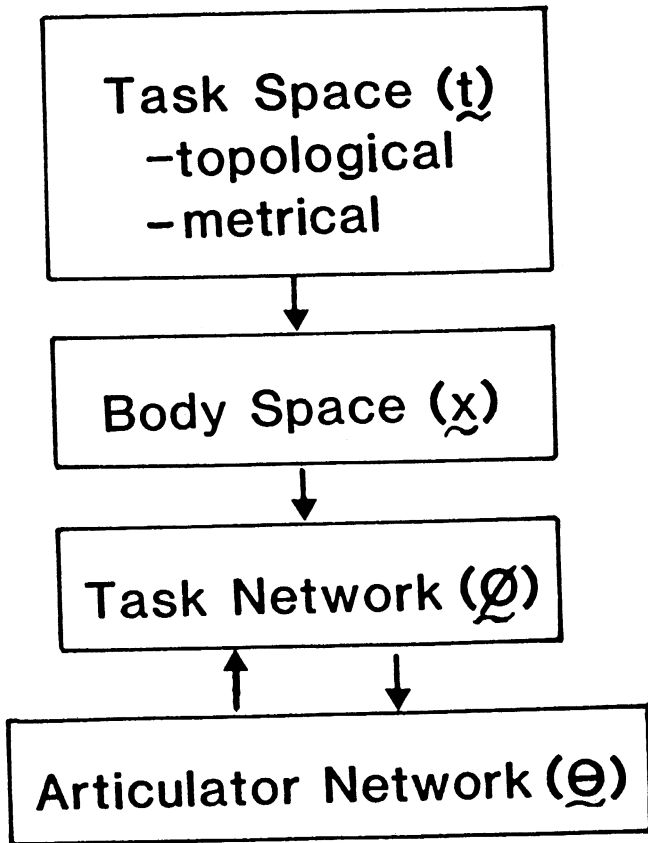 Task Space (t)
–topological
–metrical
Body Space (x)
Task Network (Ø)
Articulator Network (Θ)